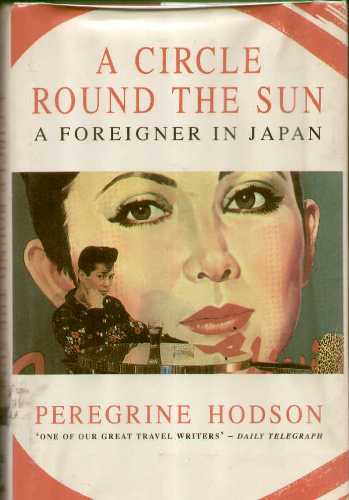 A CIRCLE
ROUND THE SUN
A FOREIGNER IN JAPAN
PEREGRINE HODSON
'ONE OF OUR GREAT TRAVEL WRITERS' – DAILY TELEGRAPH